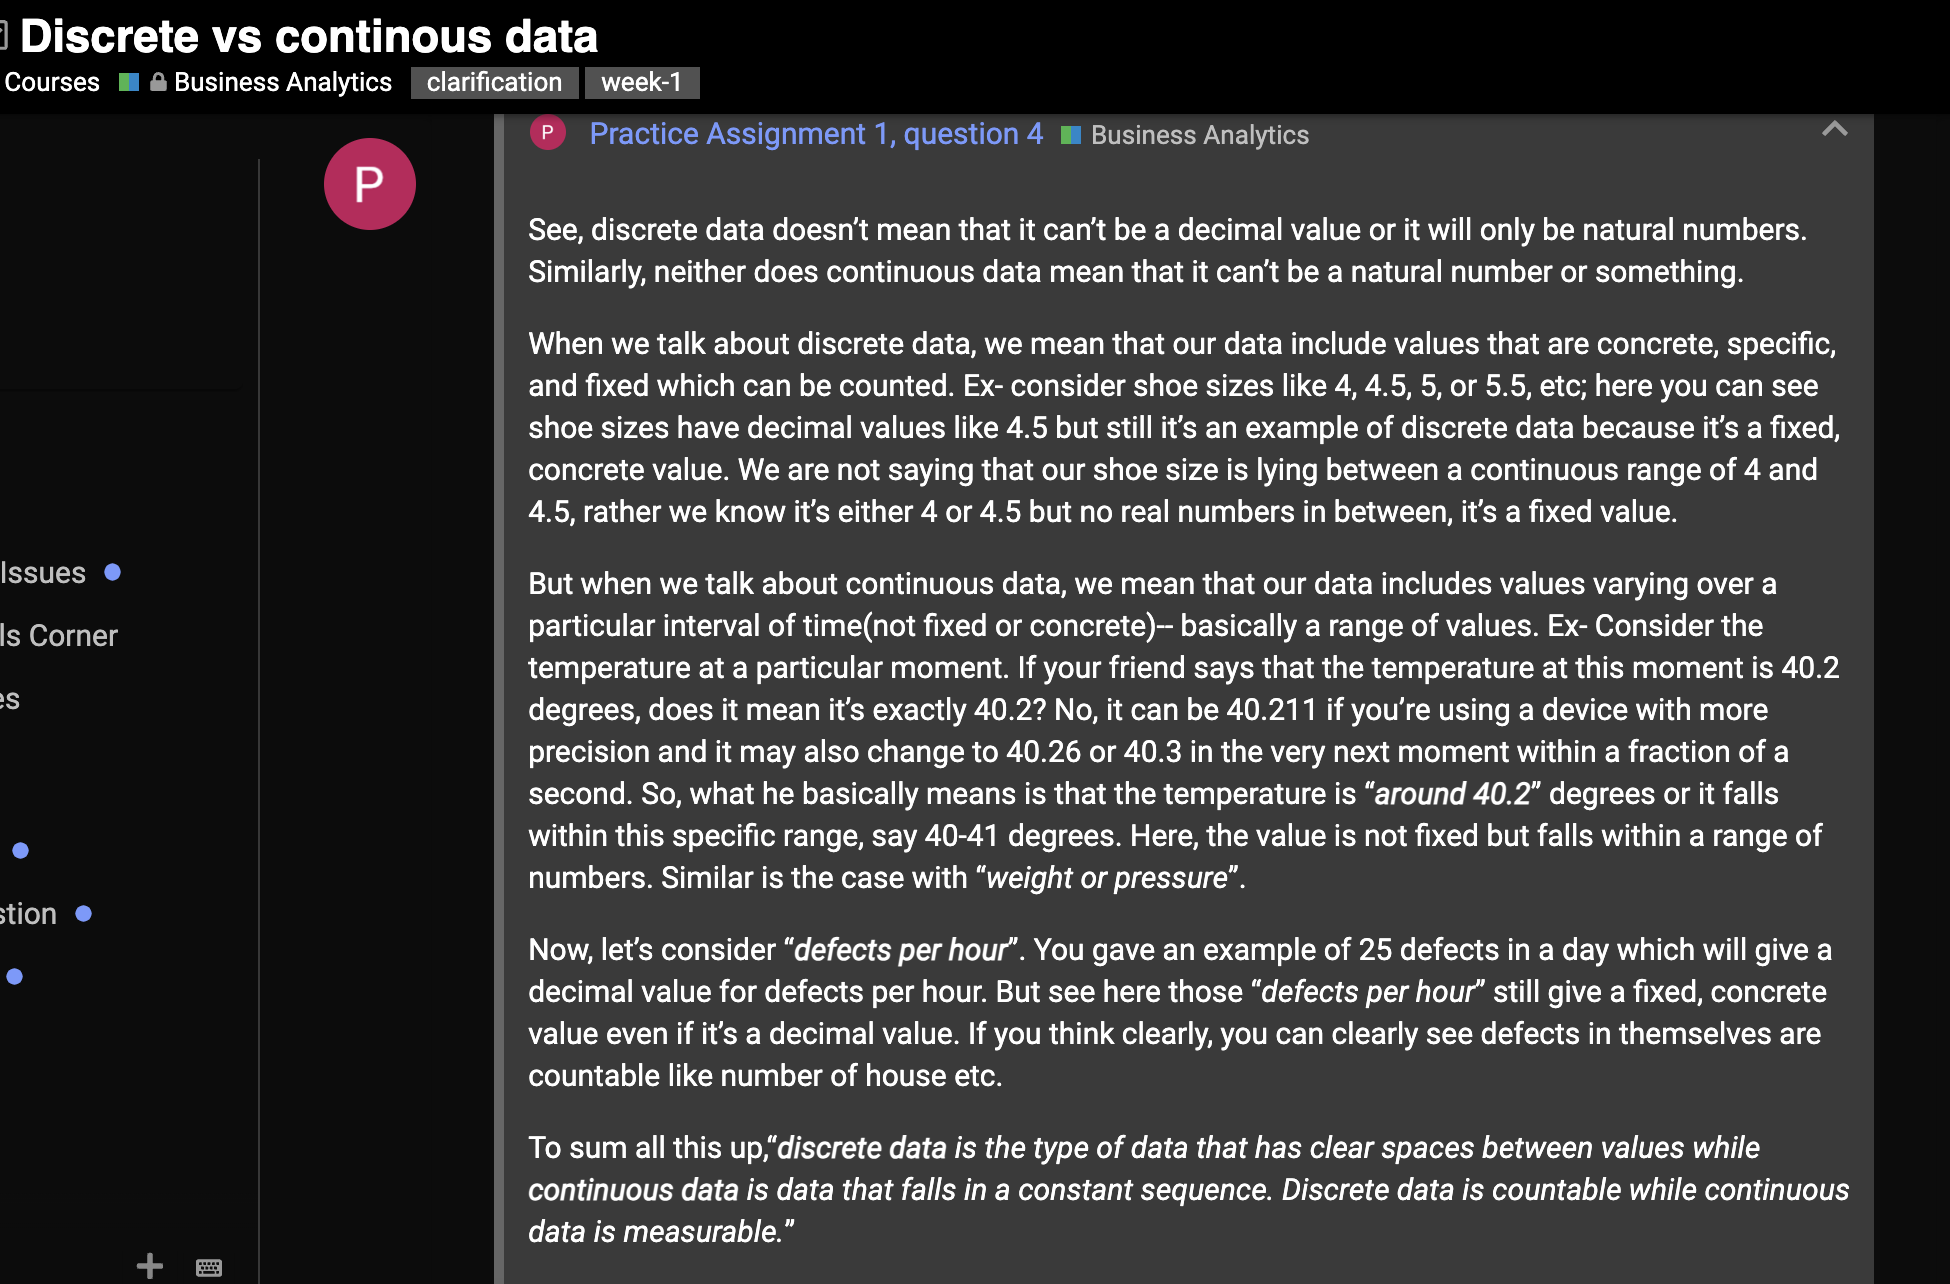 Discrete vs continous data
Courses Business Analytics clarification week-1
P
P Practice Assignment 1, question 4 Business Analytics
See, discrete data doesn’t mean that it can’t be a decimal value or it will only be natural numbers.
Similarly, neither does continuous data mean that it can’t be a natural number or something.
When we talk about discrete data, we mean that our data include values that are concrete, specific,
and fixed which can be counted. Ex- consider shoe sizes like 4, 4.5, 5, or 5.5, etc; here you can see
shoe sizes have decimal values like 4.5 but still it’s an example of discrete data because it’s a fixed,
concrete value. We are not saying that our shoe size is lying between a continuous range of 4 and
4.5, rather we know it’s either 4 or 4.5 but no real numbers in between, it’s a fixed value.
But when we talk about continuous data, we mean that our data includes values varying over a
particular interval of time(not fixed or concrete)-- basically a range of values. Ex- Consider the
temperature at a particular moment. If your friend says that the temperature at this moment is 40.2
degrees, does it mean it’s exactly 40.2? No, it can be 40.211 if you’re using a device with more
precision and it may also change to 40.26 or 40.3 in the very next moment within a fraction of a
second. So, what he basically means is that the temperature is “around 40.2” degrees or it falls
within this specific range, say 40-41 degrees. Here, the value is not fixed but falls within a range of
numbers. Similar is the case with “weight or pressure”.
Now, let’s consider “defects per hour”. You gave an example of 25 defects in a day which will give a
decimal value for defects per hour. But see here those “defects per hour” still give a fixed, concrete
value even if it’s a decimal value. If you think clearly, you can clearly see defects in themselves are
countable like number of house etc.
To sum all this up,“discrete data is the type of data that has clear spaces between values while
continuous data is data that falls in a constant sequence. Discrete data is countable while continuous
data is measurable.”
Issues
ls Corner
es
stion